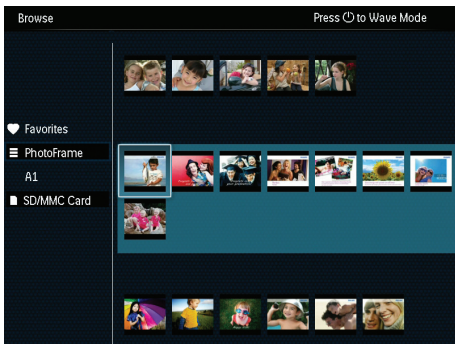 Browse
Press ⏻ to Wave Mode
Favorites
PhotoFrame
A1
SD/MMC Card